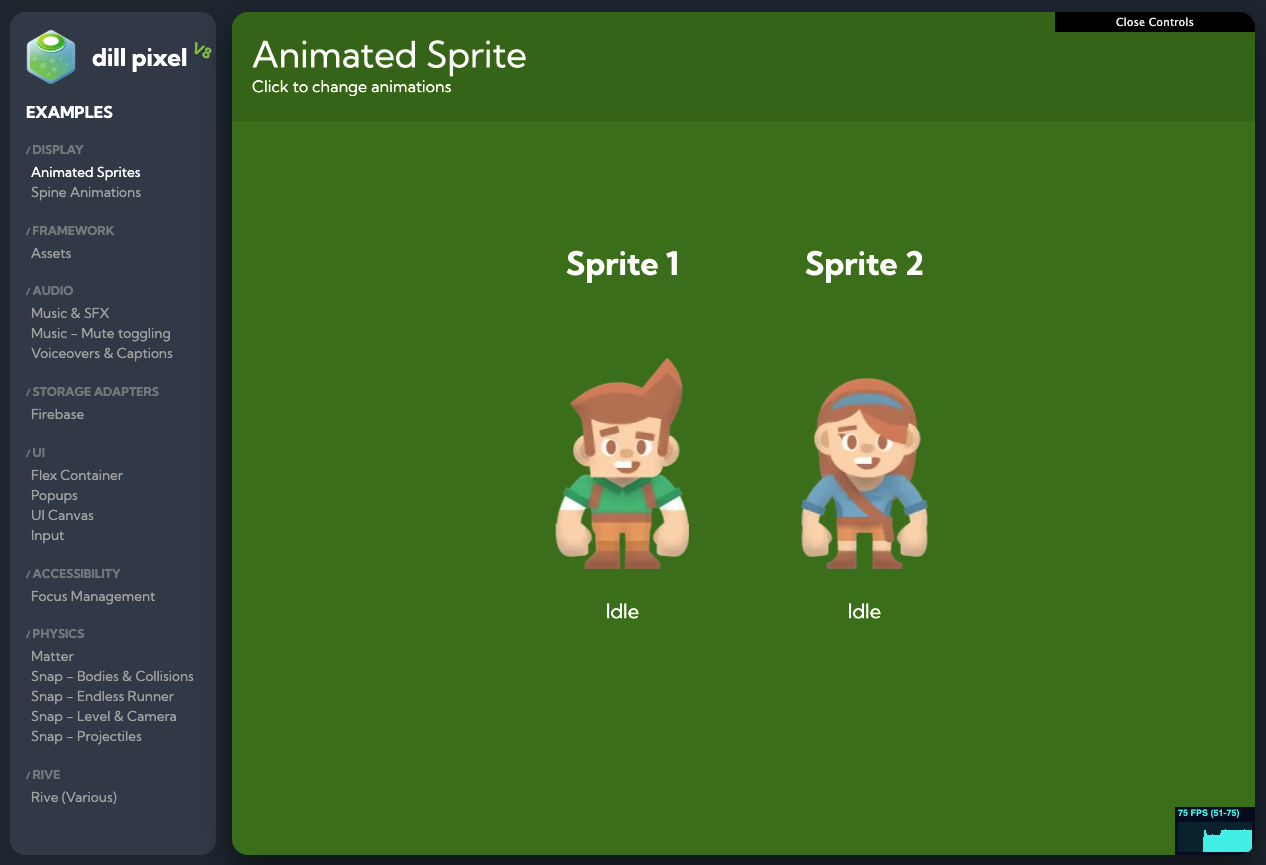 dill pixel V8
EXAMPLES
/ DISPLAY
Animated Sprites
Spine Animations
/ FRAMEWORK
Assets
/ AUDIO
Music & SFX
Music - Mute toggling
Voiceovers & Captions
/ STORAGE ADAPTERS
Firebase
/ UI
Flex Container
Popups
UI Canvas
Input
/ ACCESSIBILITY
Focus Management
/ PHYSICS
Matter
Snap - Bodies & Collisions
Snap - Endless Runner
Snap - Level & Camera
Snap - Projectiles
/ RIVE
Rive (Various)
Close Controls
Animated Sprite
Click to change animations
Sprite 1
Sprite 2
Idle
Idle
75 FPS (51-75)